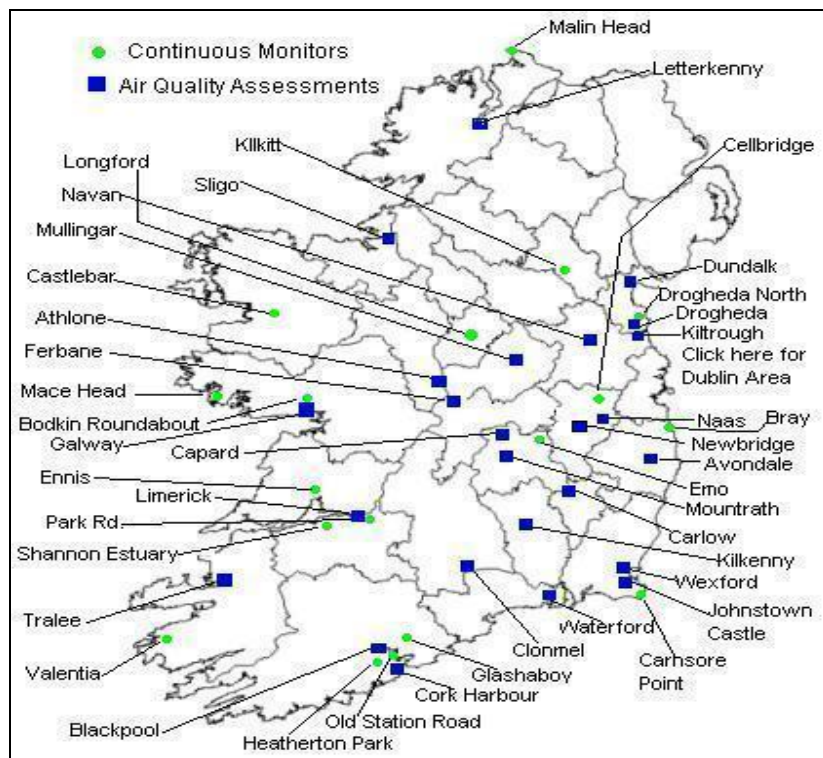 Malin Head
Continuous Monitors
Letterkenny
Air Quality Assessments
KIlkitt
Cellbridge
Longford
Sligo
Navan
Mullingar
Castlebar
Dundalk
Drogheda North
Athlone
Drogheda
Kiltrough
Ferbane
Click here for
Dublin Area
Mace Head
Bodkin Roundabout
Naas
Bray
Galway
Newbridge
Capard
Avondale
Ennis
Emo
Limerick
Mountrath
Park Rd
Carlow
Shannon Estuary
Kilkenny
Wexford
Tralee
Johnstown
Castle
Waterford
Clonmel
Valentia
Glashaboy
Carnsore
Point
Cork Harbour
Old Station Road
Blackpool
Heatherton Park